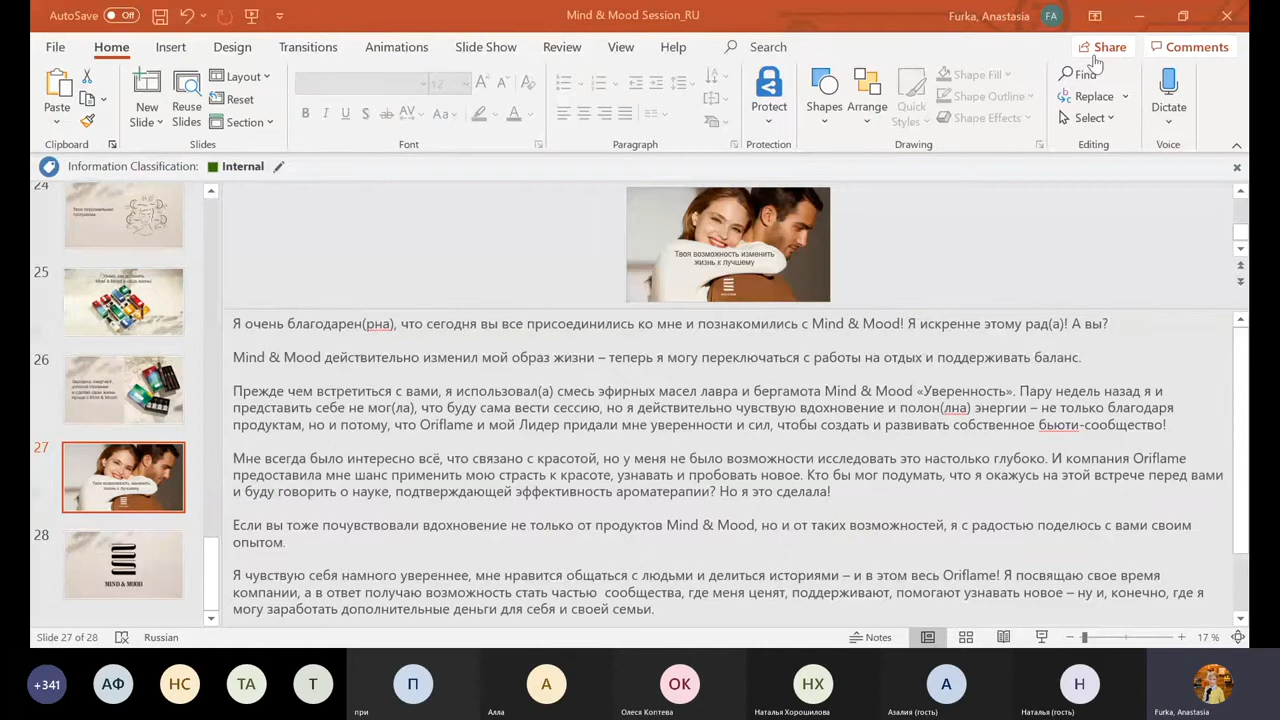 AutoSave Off
Mind & Mood Session_RU
Furka, Anastasia
FA
File Home Insert Design Transitions Animations Slide Show Review View Help Search
Share Comments
Paste
New Slide
Reuse Slides
Layout
Reset
Section
12
B I U S ab AV Aa A
Shapes
Arrange
Quick Styles
Shape Fill
Shape Outline
Shape Effects
Protect
Find
Replace
Select
Dictate
Clipboard Slides Font Paragraph Protection Drawing Editing Voice
Information Classification: Internal
24
25
26
27
28
MIND & MOOD
Твоя возможность изменить
жизнь к лучшему
Я очень благодарен(рна), что сегодня вы все присоединились ко мне и познакомились с Mind & Mood! Я искренне этому рад(а)! А вы?
Mind & Mood действительно изменил мой образ жизни – теперь я могу переключаться с работы на отдых и поддерживать баланс.
Прежде чем встретиться с вами, я использовал(а) смесь эфирных масел лавра и бергамота Mind & Mood «Уверенность». Пару недель назад я и
представить себе не мог(ла), что буду сама вести сессию, но я действительно чувствую вдохновение и полон(лна) энергии – не только благодаря
продуктам, но и потому, что Oriflame и мой Лидер придали мне уверенности и сил, чтобы создать и развивать собственное бьюти-сообщество!
Мне всегда было интересно всё, что связано с красотой, но у меня не было возможности исследовать это настолько глубоко. И компания Oriflame
предоставила мне шанс применить мою страсть к красоте, узнавать и пробовать новое. Кто бы мог подумать, что я окажусь на этой встрече перед вами
и буду говорить о науке, подтверждающей эффективность ароматерапии? Но я это сделала!
Если вы тоже почувствовали вдохновение не только от продуктов Mind & Mood, но и от таких возможностей, я с радостью поделюсь с вами своим
опытом.
Я чувствую себя намного увереннее, мне нравится общаться с людьми и делиться историями – и в этом весь Oriflame! Я посвящаю свое время
компании, а в ответ получаю возможность стать частью сообщества, где меня ценят, поддерживают, помогают узнавать новое – ну и, конечно, где я
могу заработать дополнительные деньги для себя и своей семьи.
Slide 27 of 28 Russian
Notes
17 %
+341 АФ НС ТА Т П А ОК НХ А Н
при Алла Олеся Коптева Наталья Хорошилова Азалия (гость) Наталья (гость) Furka, Anastasia